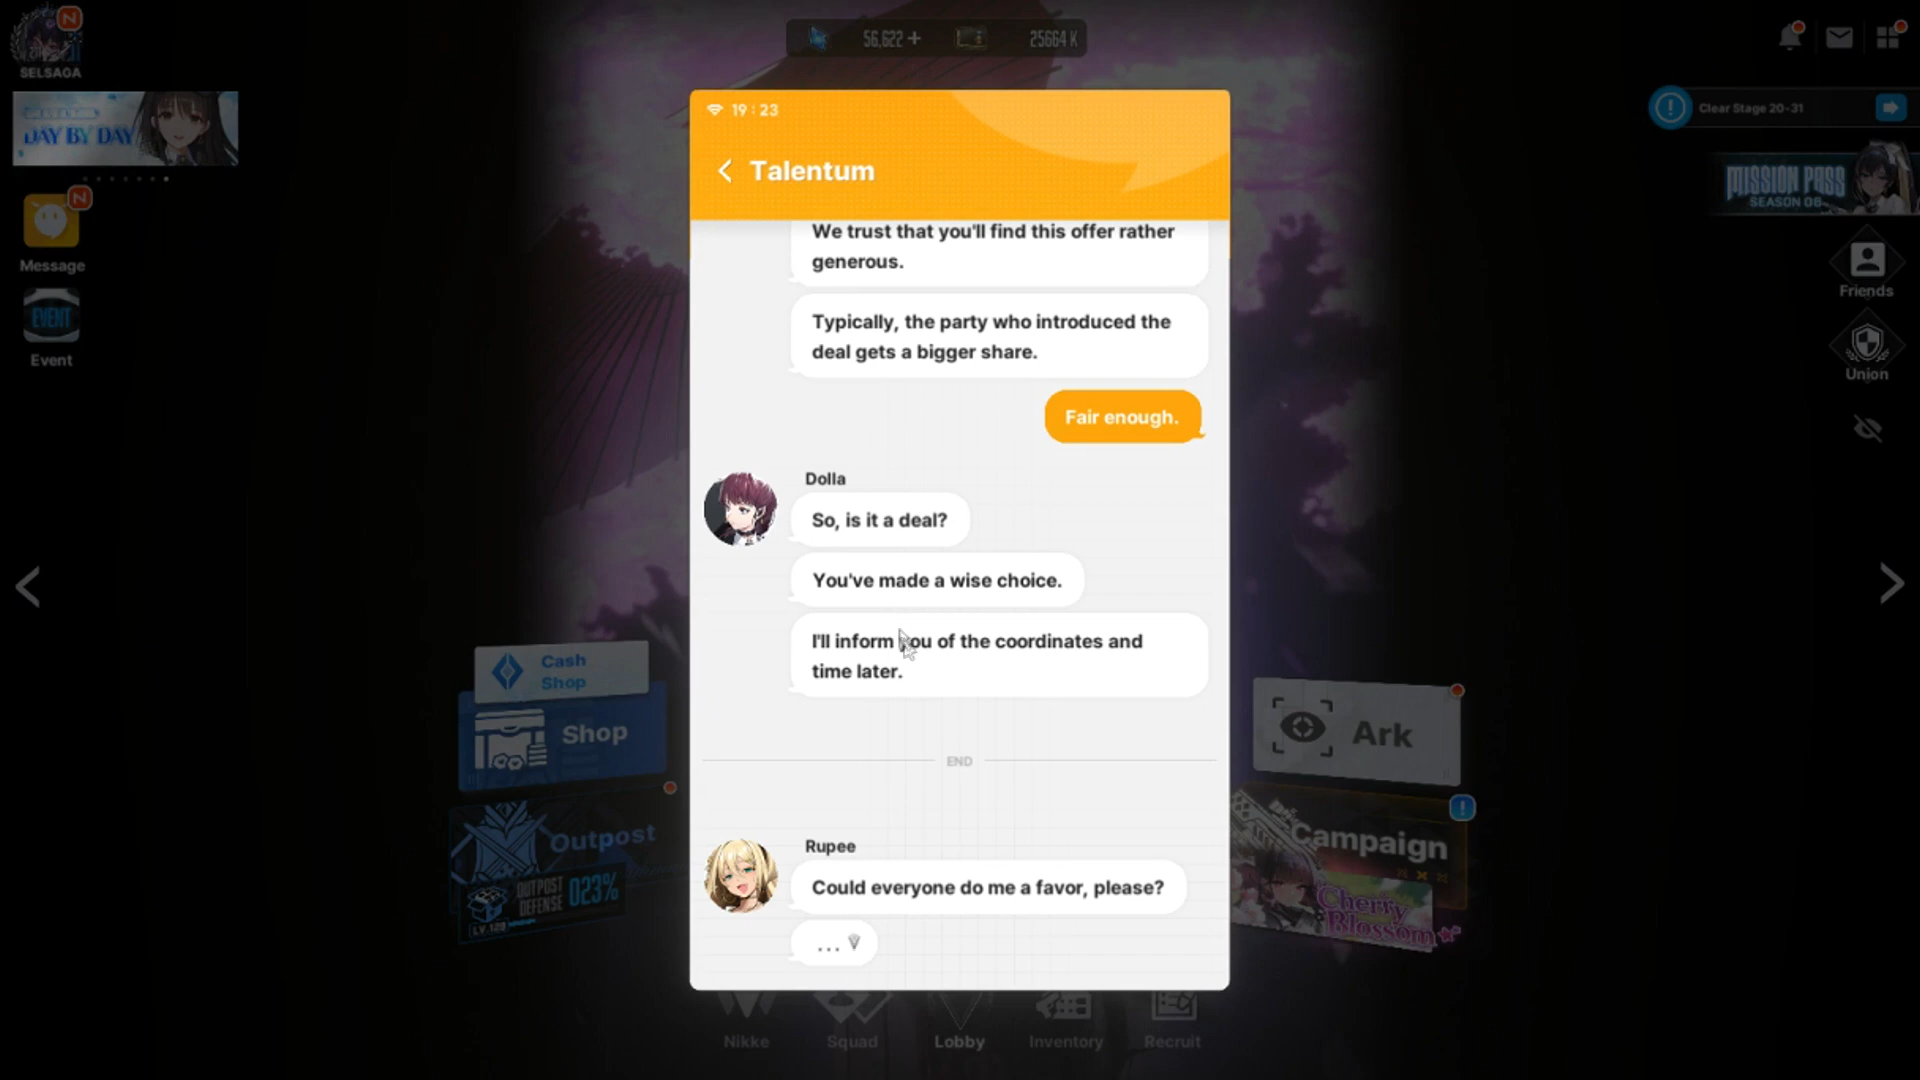 N
SELSAGA
56,622 +
25664 K
DAY BY DAY
Clear Stage 20-31
MISSION PASS
SEASON 08
N
Message
EVENT
Event
Friends
Union
19:23
Talentum
We trust that you'll find this offer rather
generous.
Typically, the party who introduced the
deal gets a bigger share.
Fair enough.
Dolla
So, is it a deal?
You've made a wise choice.
I'll inform you of the coordinates and
time later.
END
Rupee
Could everyone do me a favor, please?
...
Cash
Shop
Shop
Outpost
OUTPOST
DEFENSE
023%
LV.120
Ark
Campaign
Cherry
Blossom
Nikke
Squad
Lobby
Inventory
Recruit